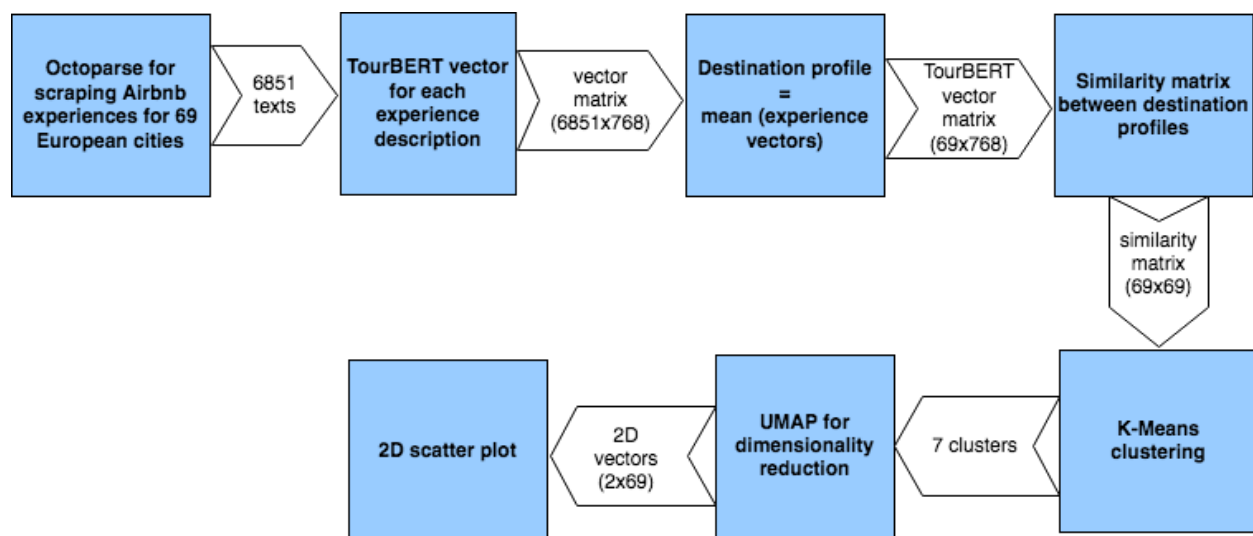 Octoparse for
scraping Airbnb
experiences for 69
European cities
6851
texts
TourBERT vector
for each
experience
description
vector
matrix
(6851x768)
Destination profile
=
mean (experience
vectors)
TourBERT
vector
matrix
(69x768)
Similarity matrix
between destination
profiles
similarity
matrix
(69x69)
K-Means
clustering
7 clusters
UMAP for
dimensionality
reduction
2D
vectors
(2x69)
2D scatter plot